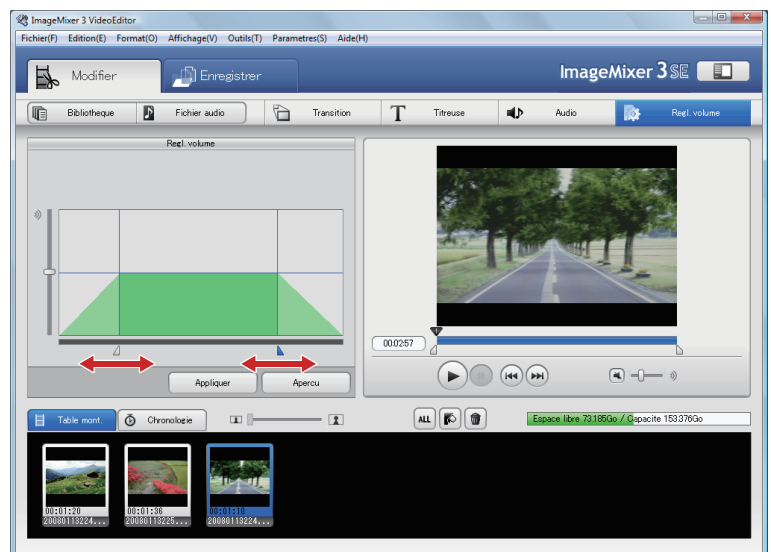 ImageMixer 3 VideoEditor
Fichier(F) Edition(E) Format(O) Affichage(V) Outils(T) Parametres(S) Aide(H)
Modifier
Enregistrer
ImageMixer 3 SE
Bibliotheque
Fichier audio
Transition
T
Titreuse
Audio
Regl. volume
Regl. volume
00:02:57
Appliquer
Apercu
Table mont.
Chronologie
ALL
Espace libre 73.185Go / Capacite 153.376Go
00:01:20
20080113224...
00:01:36
20080113225...
00:01:10
20080113224...